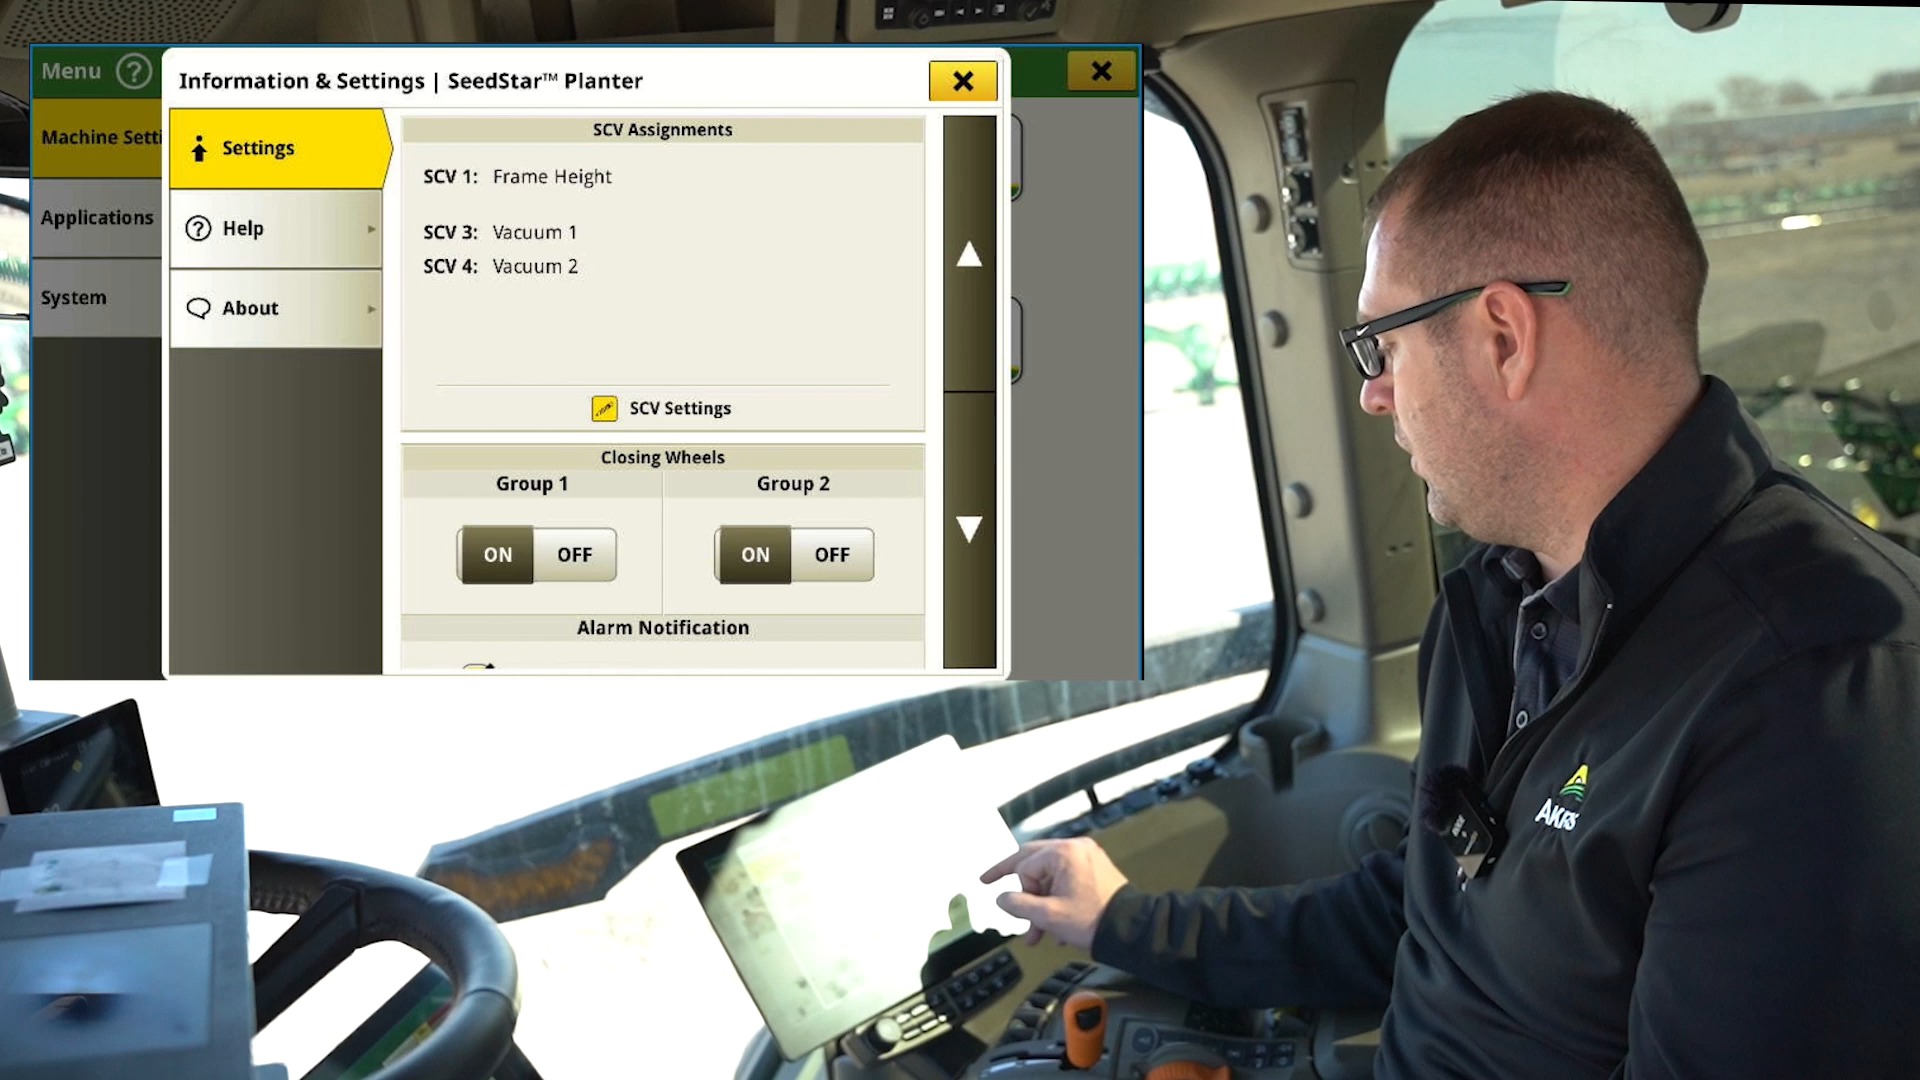 Menu ?
Information & Settings | SeedStar™ Planter
Machine Setti
Applications
System
Settings
Help
About
SCV Assignments
SCV 1: Frame Height
SCV 3: Vacuum 1
SCV 4: Vacuum 2
SCV Settings
Closing Wheels
Group 1
Group 2
ON OFF
ON OFF
Alarm Notification
AKRS